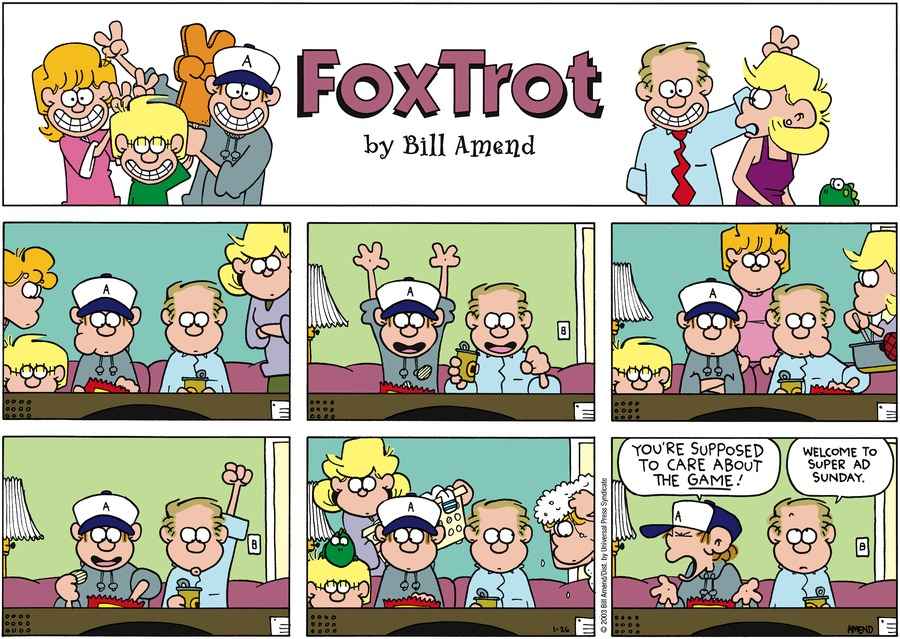 A
FoxTrot
by Bill Amend
A
A
A
A
A
YOU'RE SUPPOSED
TO CARE ABOUT
THE GAME!
WELCOME TO
SUPER AD
SUNDAY.
A
© 2003 Bill Amend/Dist. by Universal Press Syndicate
1-26
AMEND